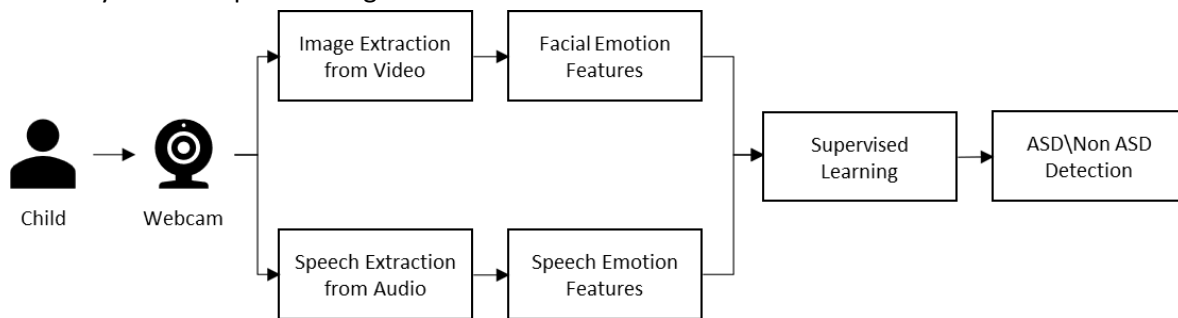 Image Extraction
from Video
Facial Emotion
Features
Child
Webcam
Supervised
Learning
ASD\Non ASD
Detection
Speech Extraction
from Audio
Speech Emotion
Features